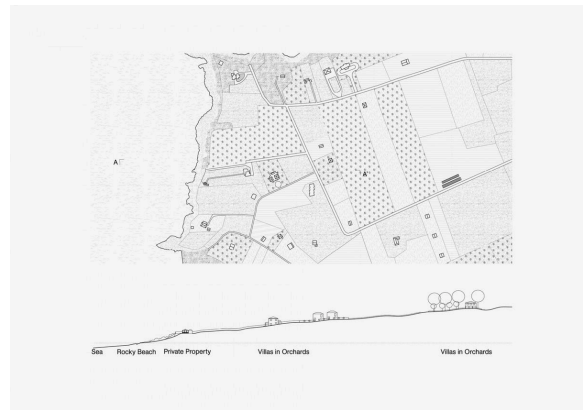 A
A'
Sea Rocky Beach Private Property Villas in Orchards Villas in Orchards